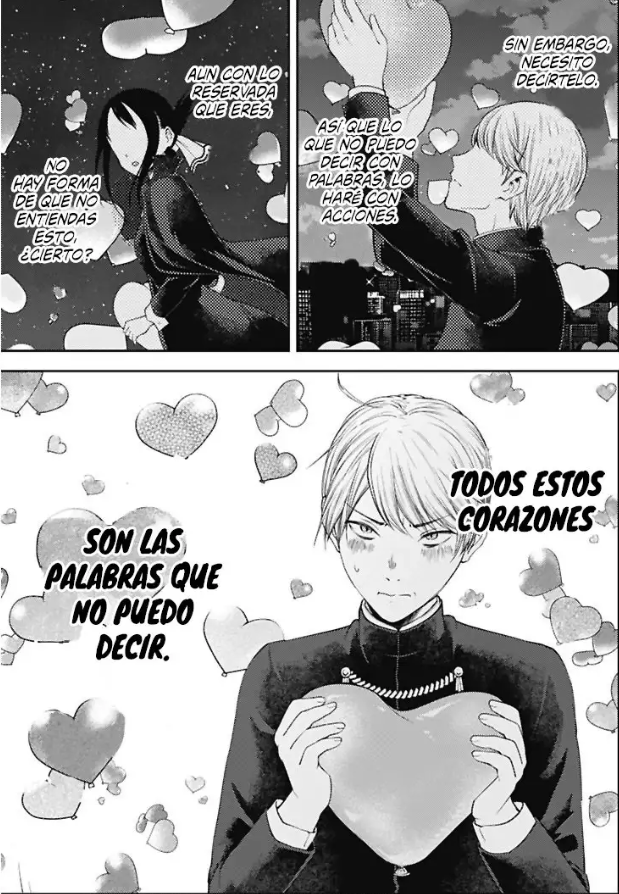 SIN EMBARGO,
NECESITO
DECÍRTELO.
ASÍ QUE LO
QUE NO PUEDO
DECIR CON
PALABRAS, LO
HARÉ CON
ACCIONES.
AUN CON LO
RESERVADA
QUE ERES,
NO
HAY FORMA
DE QUE NO
ENTIENDAS
ESTO,
¿CIERTO?
TODOS ESTOS
CORAZONES
SON LAS
PALABRAS QUE
NO PUEDO
DECIR.